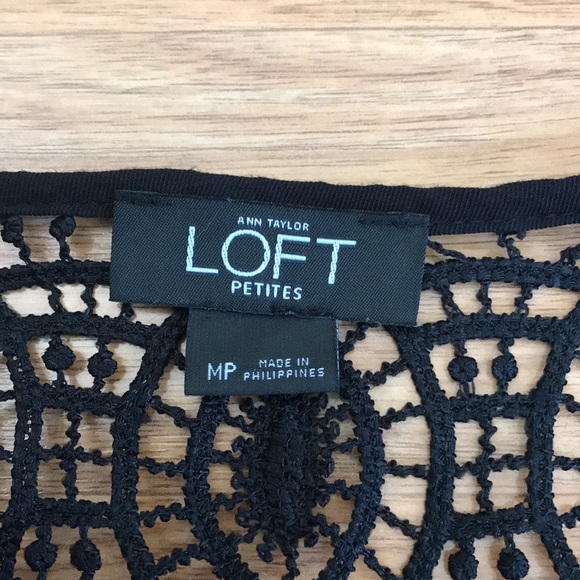 ANN TAYLOR
LOFT
PETITES
MP
MADE IN
PHILIPPINES